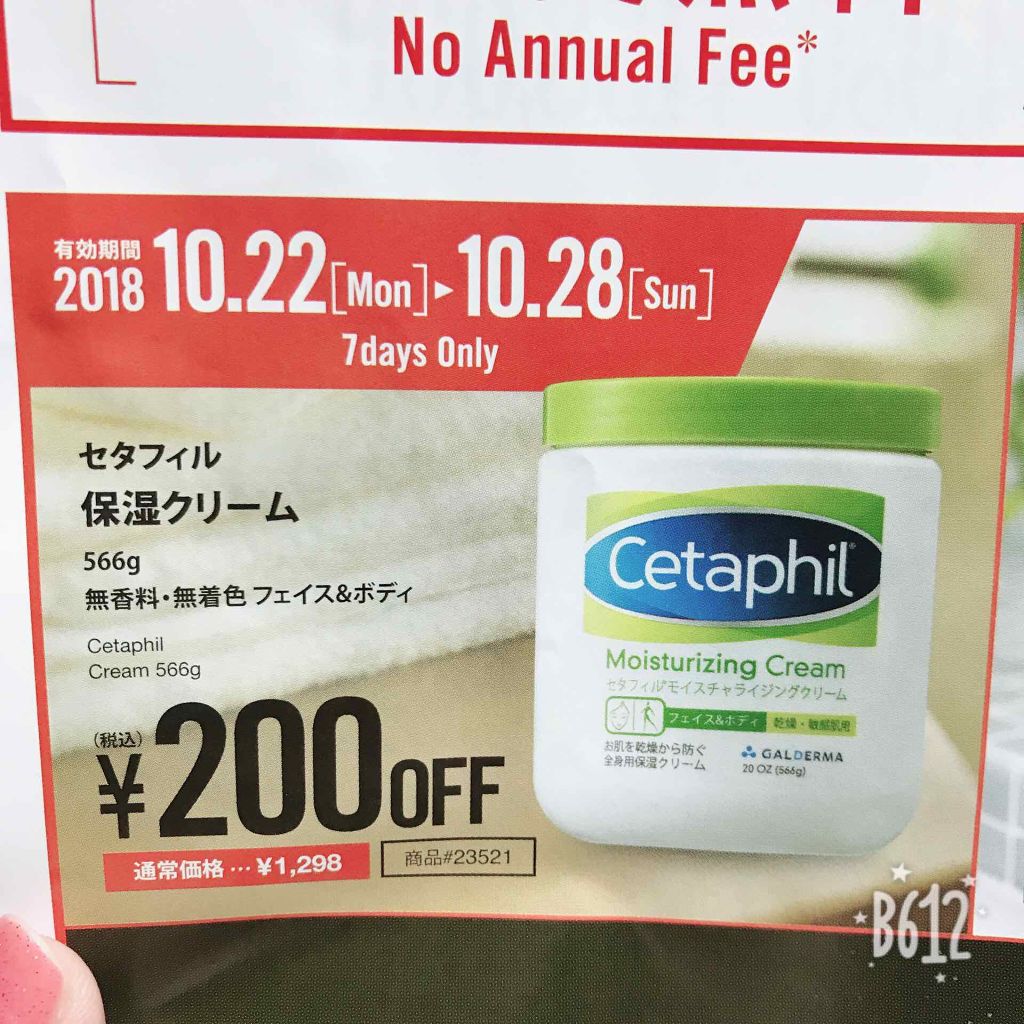 No Annual Fee*
有効期間
2018 10.22[Mon]▶10.28[Sun]
7days Only
セタフィル
保湿クリーム
566g
無香料・無着色 フェイス&ボディ
Cetaphil
Cream 566g
(税込)
¥200OFF
通常価格…¥1,298
商品#23521
Cetaphil®
Moisturizing Cream
セタフィル®モイスチャライジングクリーム
フェイス&ボディ 乾燥・敏感肌用
お肌を乾燥から防ぐ
全身用保湿クリーム
GALDERMA
20 OZ (566g)
B612